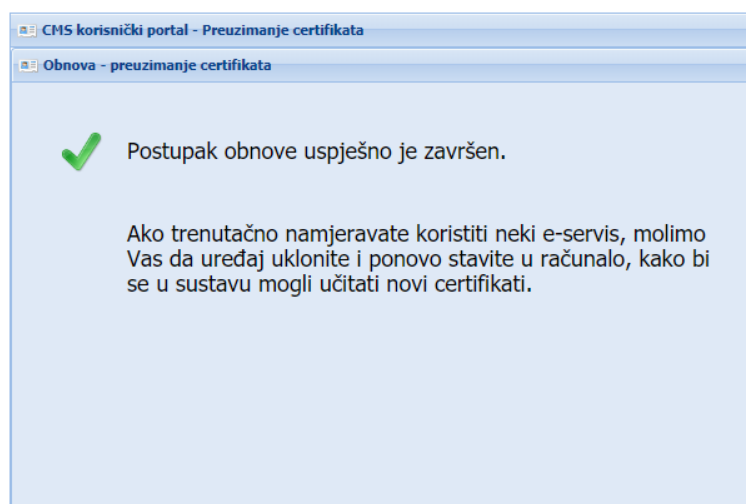 CMS korisnički portal - Preuzimanje certifikata
Obnova - preuzimanje certifikata
Postupak obnove uspješno je završen.
Ako trenutačno namjeravate koristiti neki e-servis, molimo
Vas da uređaj uklonite i ponovo stavite u računalo, kako bi
se u sustavu mogli učitati novi certifikati.